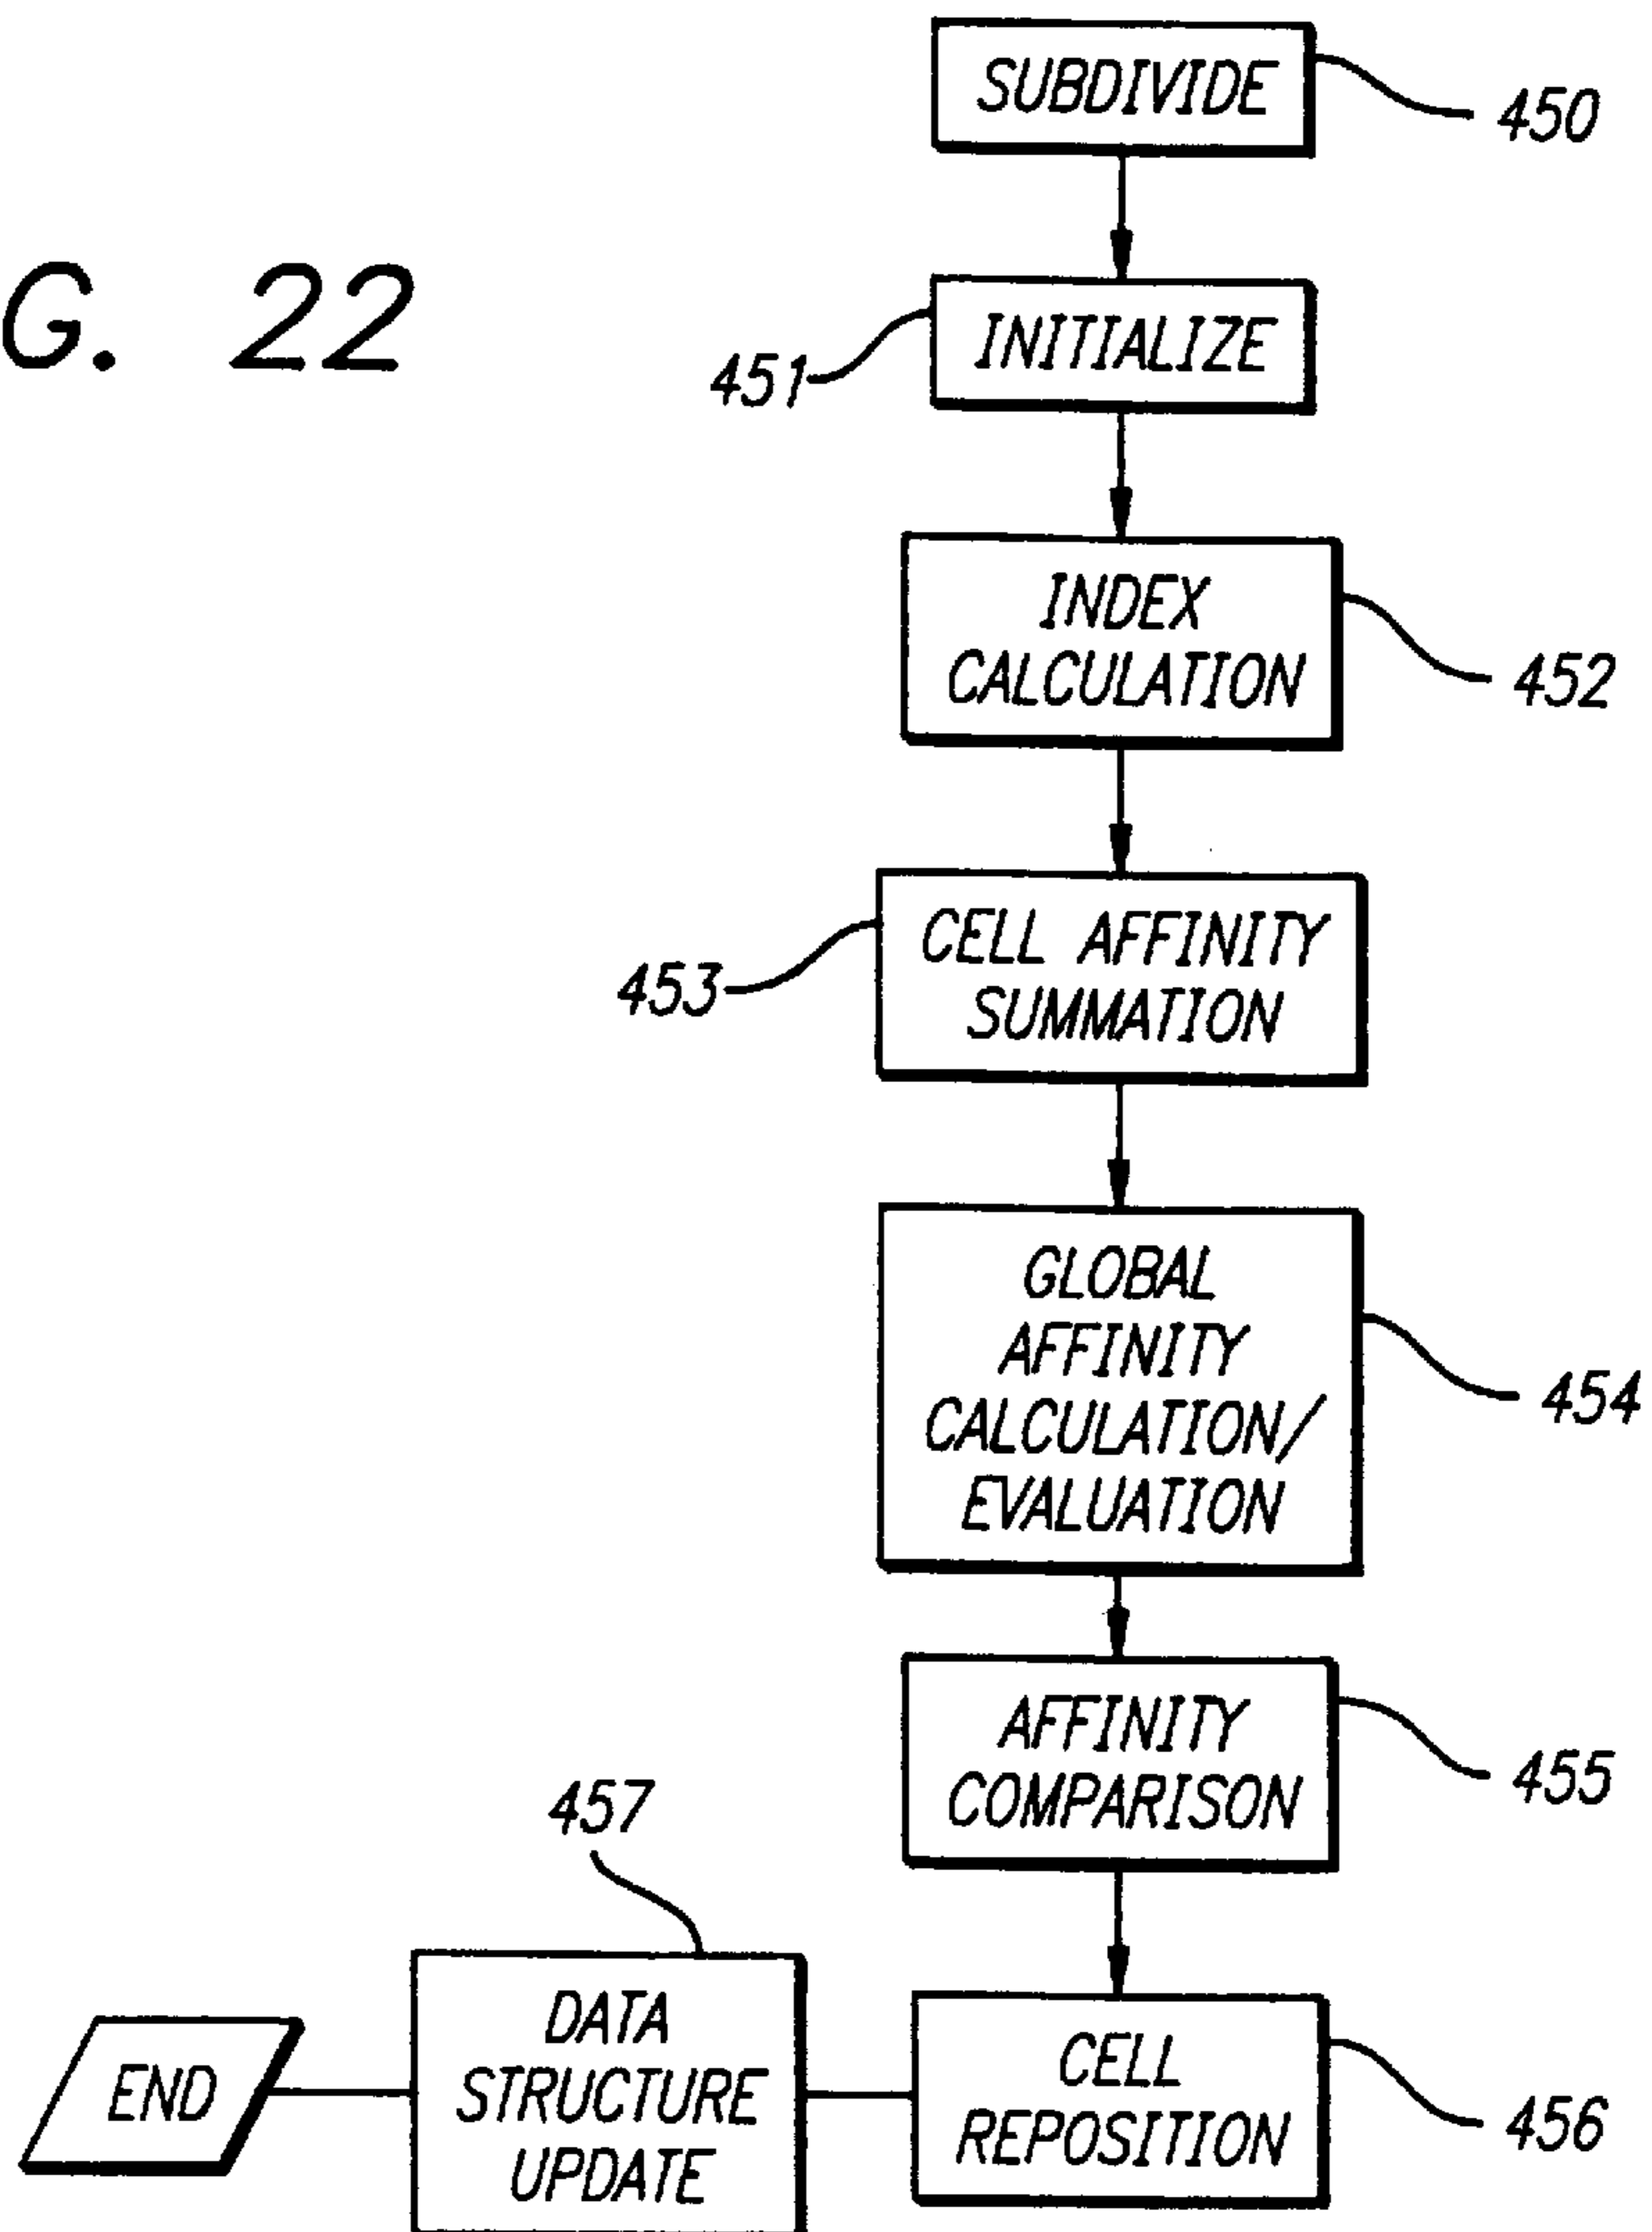 SUBDIVIDE
450
G. 22
INITIALIZE
451
INDEX
CALCULATION
452
CELL AFFINITY
SUMMATION
453
GLOBAL
AFFINITY
CALCULATION/
EVALUATION
454
AFFINITY
COMPARISON
455
457
CELL
REPOSITION
456
DATA
STRUCTURE
UPDATE
END